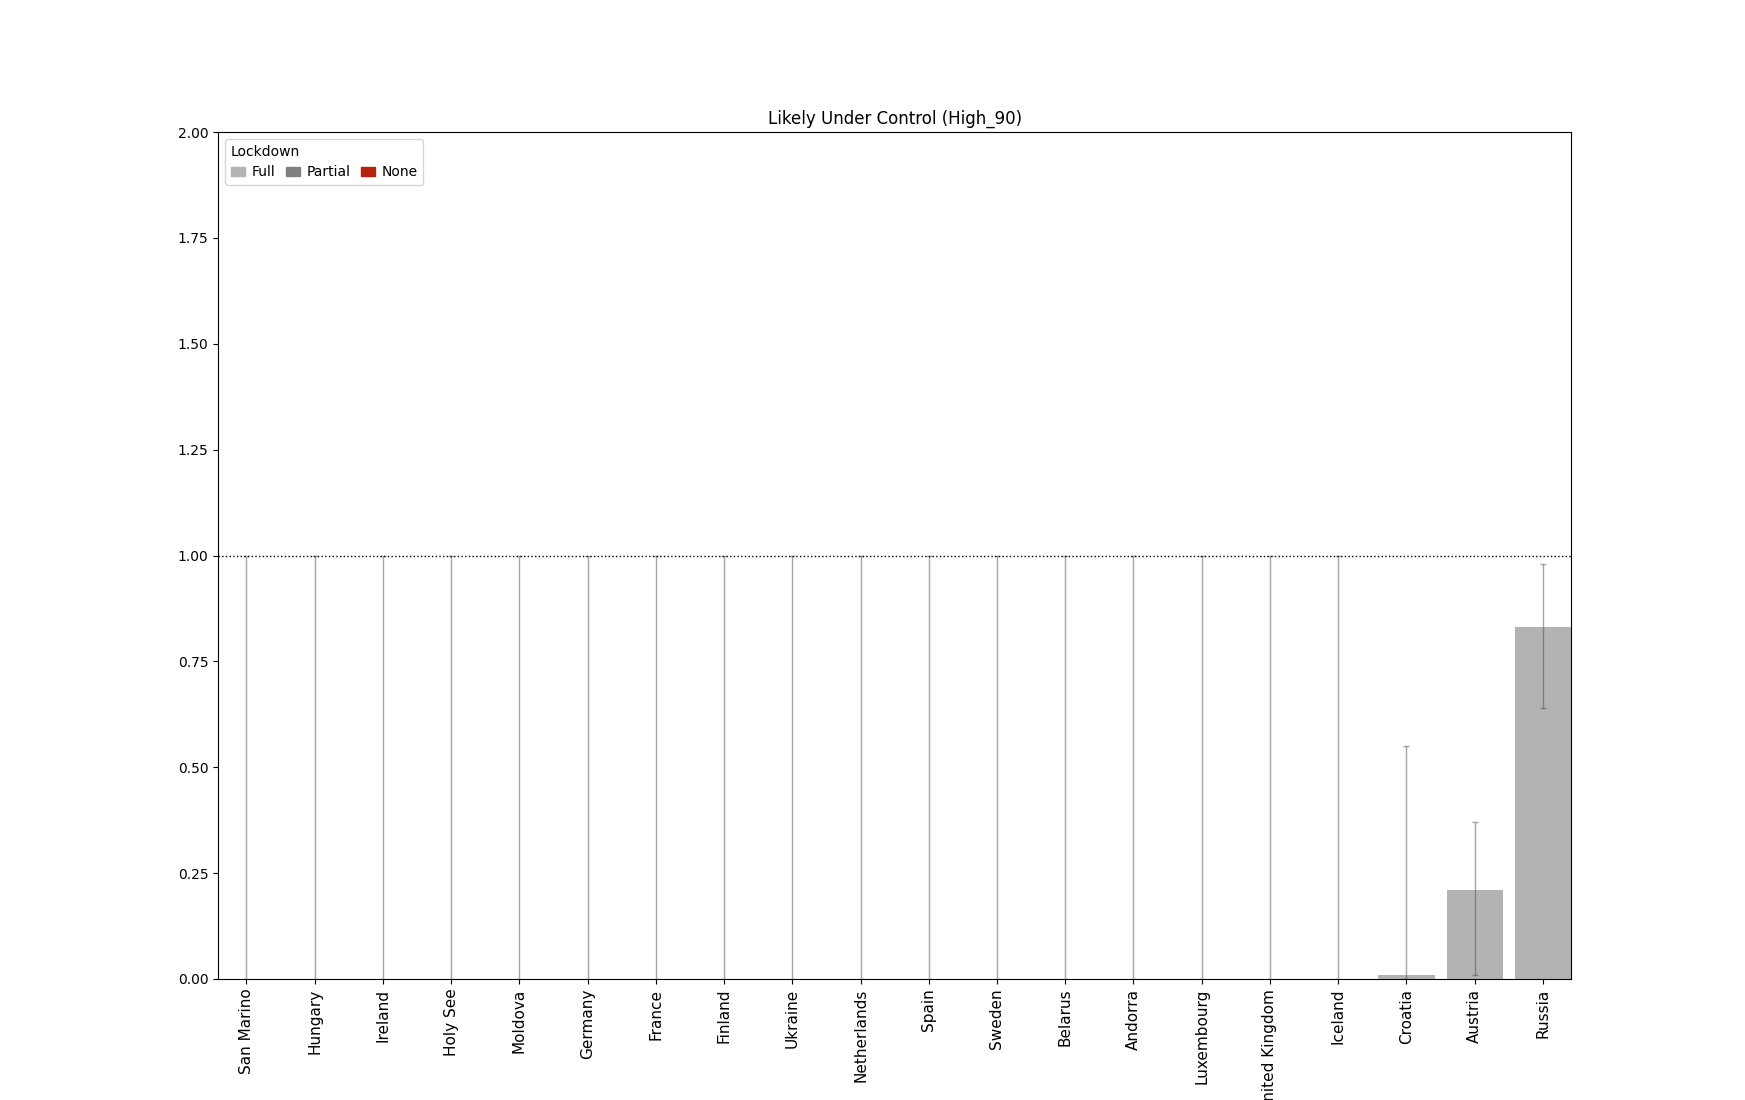 Likely Under Control (High_90)
2.00
Lockdown
Full Partial None
1.75
1.50
1.25
1.00
0.75
0.50
0.25
0.00
San Marino
Hungary
Ireland
Holy See
Moldova
Germany
France
Finland
Ukraine
Netherlands
Spain
Sweden
Belarus
Andorra
Luxembourg
nited Kingdom
Iceland
Croatia
Austria
Russia